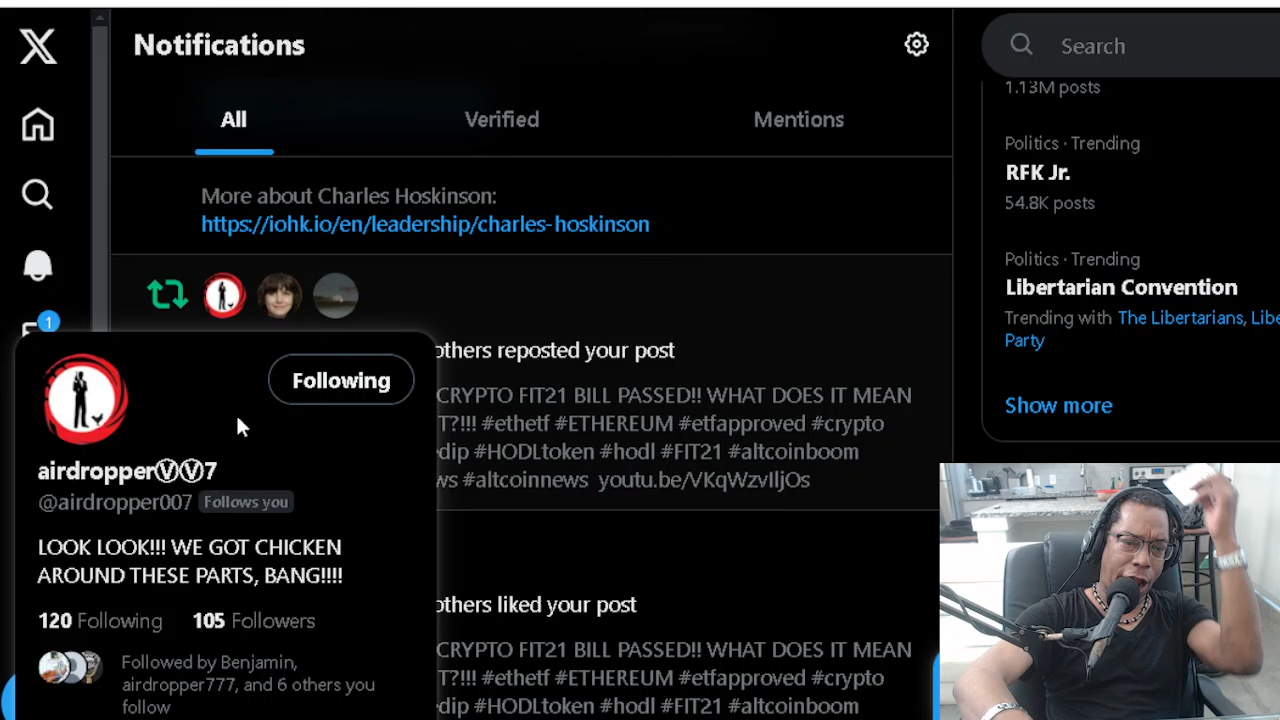 Notifications
Search
All
Verified
Mentions
1.13M posts
Politics · Trending
RFK Jr.
54.8K posts
Politics · Trending
Libertarian Convention
Trending with The Libertarians, Libe
Party
Show more
More about Charles Hoskinson:
https://iohk.io/en/leadership/charles-hoskinson
1
others reposted your post
CRYPTO FIT21 BILL PASSED!! WHAT DOES IT MEAN
T?!!! #ethetf #ETHEREUM #etfapproved #crypto
edip #HODLtoken #hodl #FIT21 #altcoinboom
ws #altcoinnews youtu.be/VKqWzvIljOs
Following
airdropperⓋⓋ7
@airdropper007 Follows you
LOOK LOOK!!! WE GOT CHICKEN
AROUND THESE PARTS, BANG!!!!
120 Following 105 Followers
Followed by Benjamin,
airdropper777, and 6 others you
follow
others liked your post
CRYPTO FIT21 BILL PASSED!! WHAT DOES IT MEAN
T?!!! #ethetf #ETHEREUM #etfapproved #crypto
edip #HODLtoken #hodl #FIT21 #altcoinboom